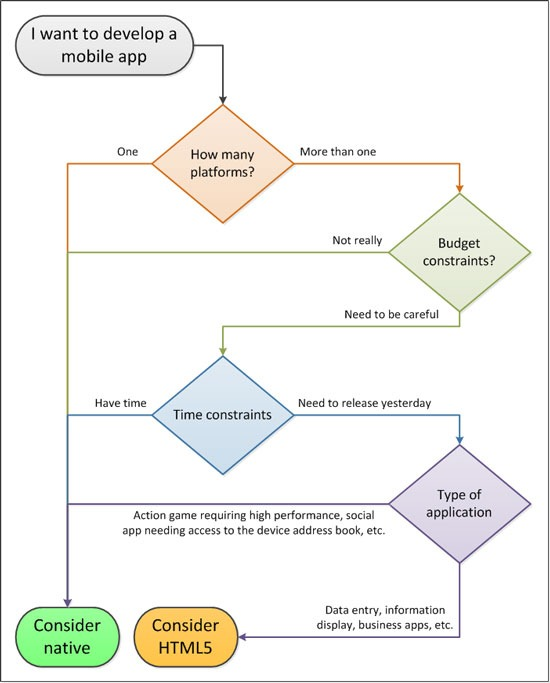 I want to develop a
mobile app
How many
platforms?
One
More than one
Budget
constraints?
Not really
Need to be careful
Time constraints
Have time
Need to release yesterday
Type of
application
Action game requiring high performance, social
app needing access to the device address book, etc.
Data entry, information
display, business apps, etc.
Consider
native
Consider
HTML5